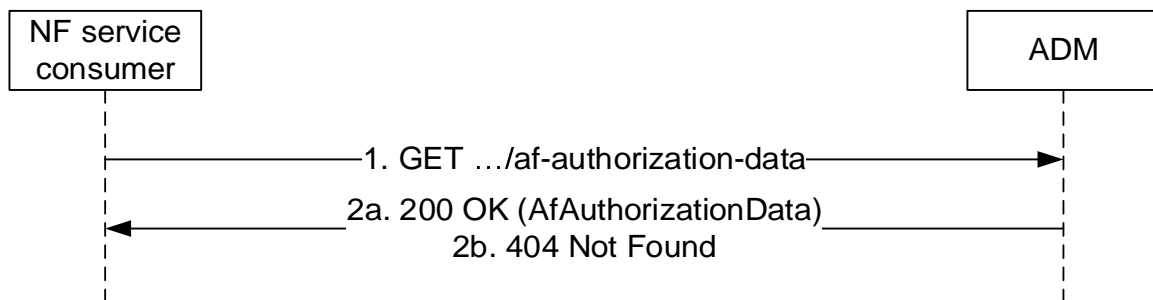 NF service
consumer
ADM
1. GET …/af-authorization-data
2a. 200 OK (AfAuthorizationData)
2b. 404 Not Found